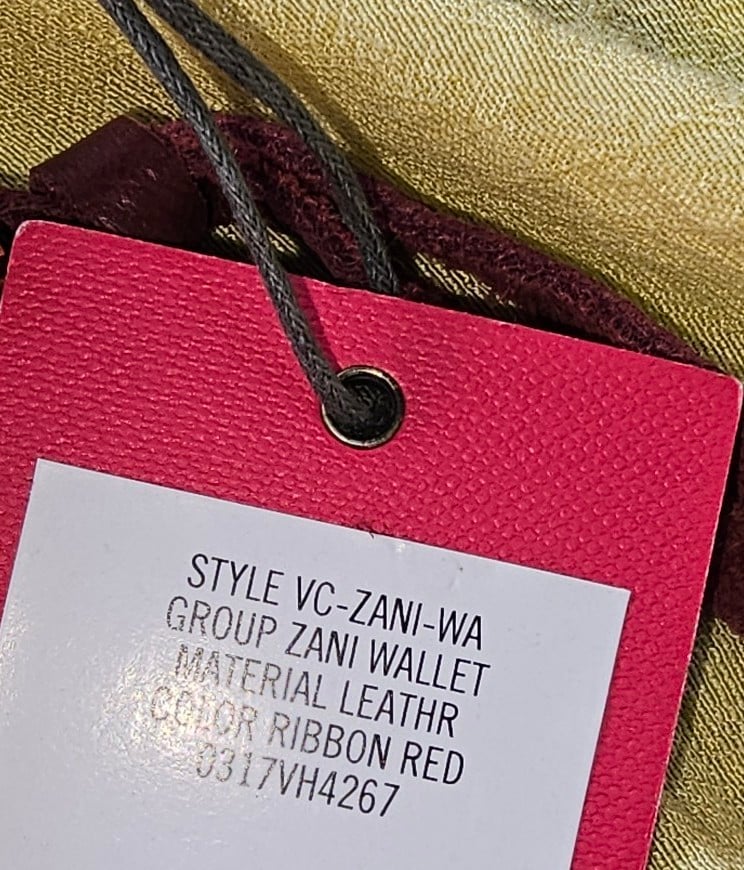 STYLE VC-ZANI-WA
GROUP ZANI WALLET
MATERIAL LEATHR
COLOR RIBBON RED
0317VH4267